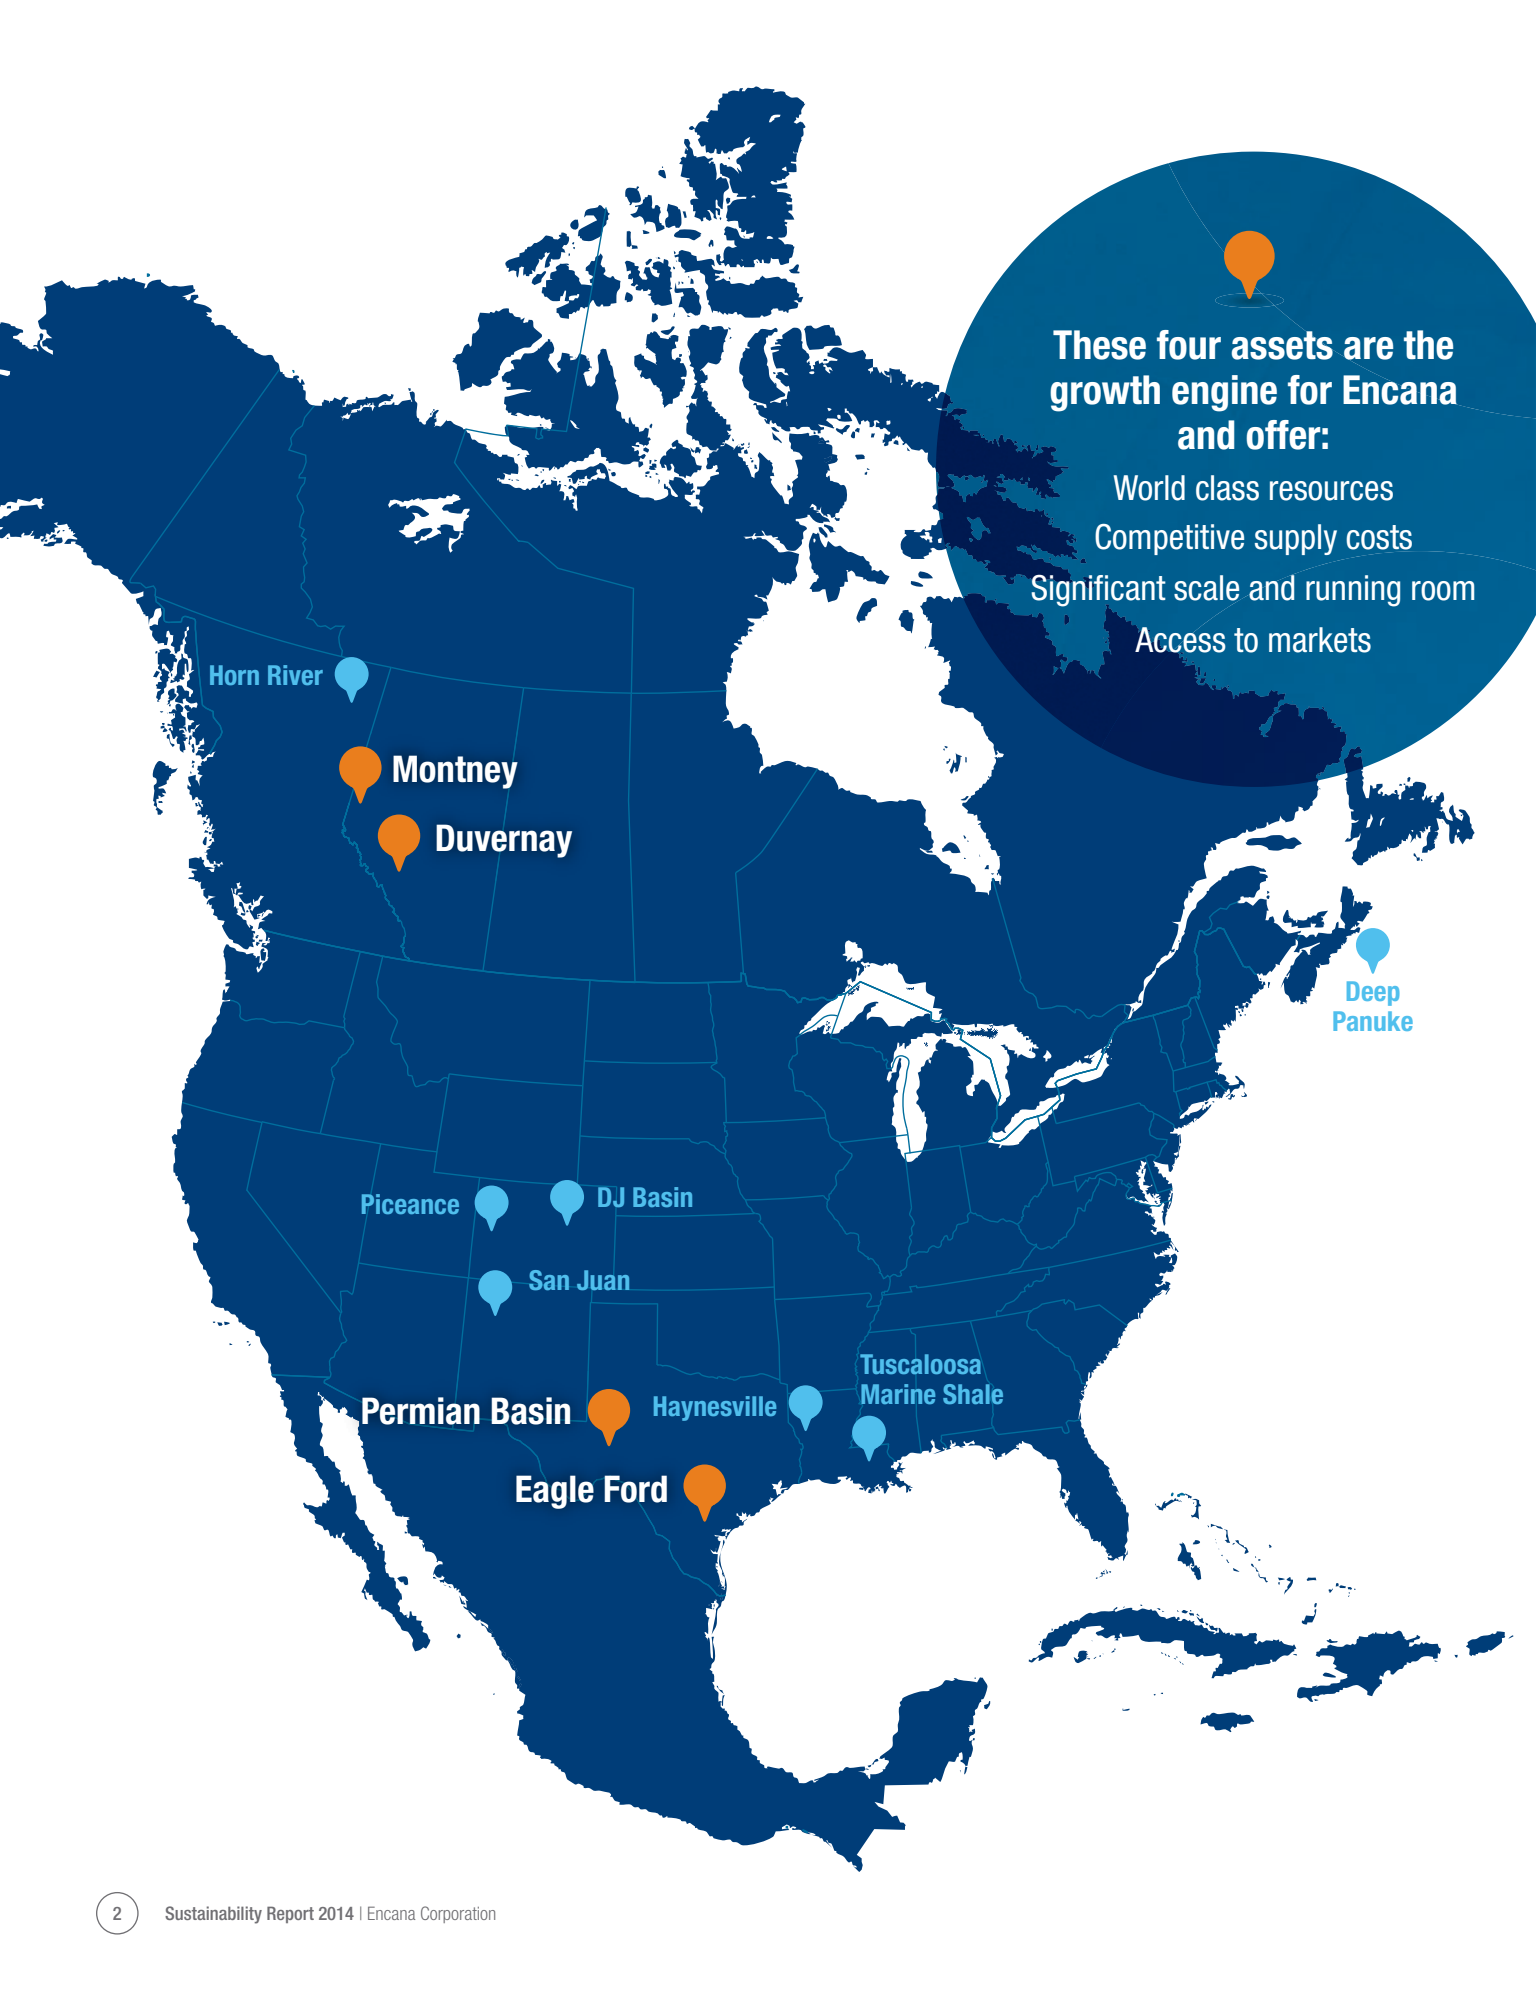 These four assets are the
growth engine for Encana
and offer:
World class resources
Competitive supply costs
Significant scale and running room
Access to markets
Horn River
Montney
Duvernay
Deep
Panuke
Piceance
DJ Basin
San Juan
Tuscaloosa
Marine Shale
Permian Basin
Haynesville
Eagle Ford
2 Sustainability Report 2014 | Encana Corporation